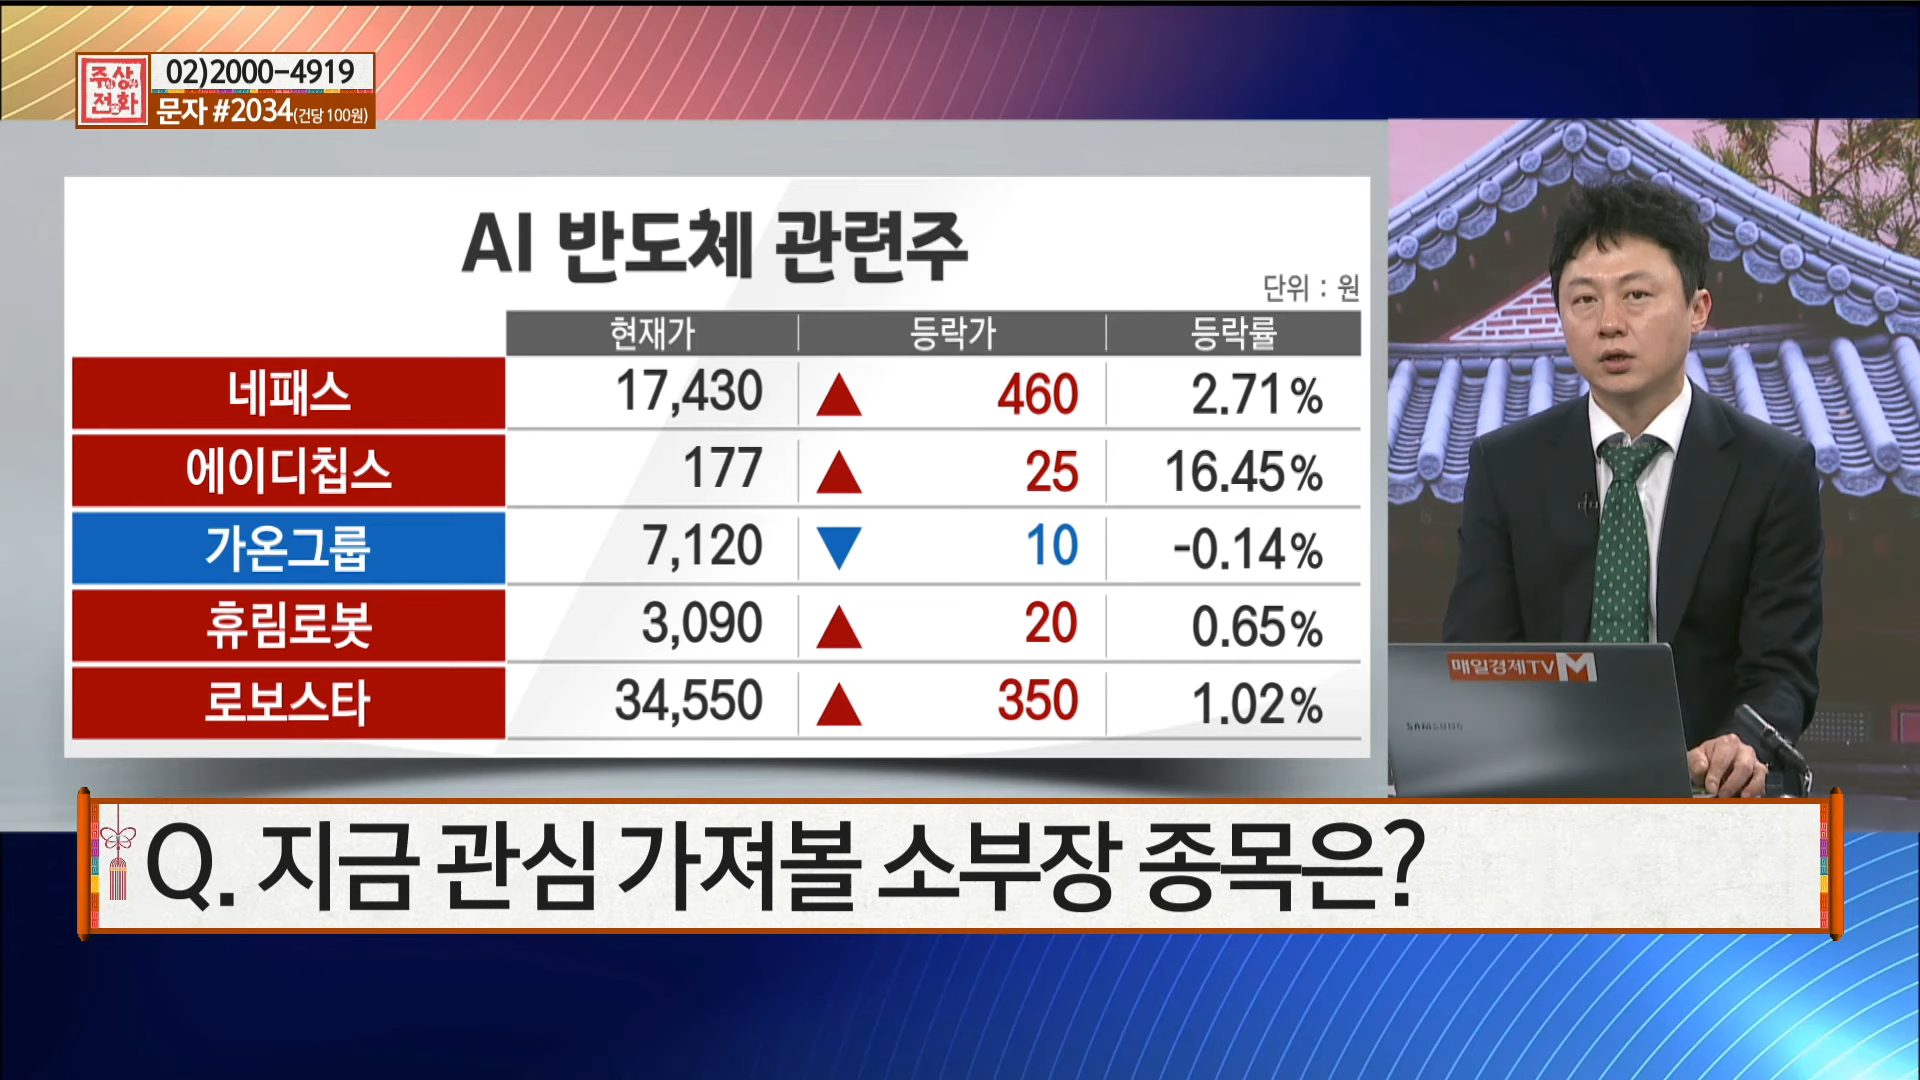 주상
전화
02)2000-4919
문자 #2034(건당 100원)
AI 반도체 관련주
단위 : 원
현재가 등락가 등락률
네패스 17,430 ▲ 460 2.71%
에이디칩스 177 ▲ 25 16.45%
가온그룹 7,120 ▼ 10 -0.14%
휴림로봇 3,090 ▲ 20 0.65%
로보스타 34,550 ▲ 350 1.02%
매일경제TV M
SAMSUNG
Q. 지금 관심 가져볼 소부장 종목은?